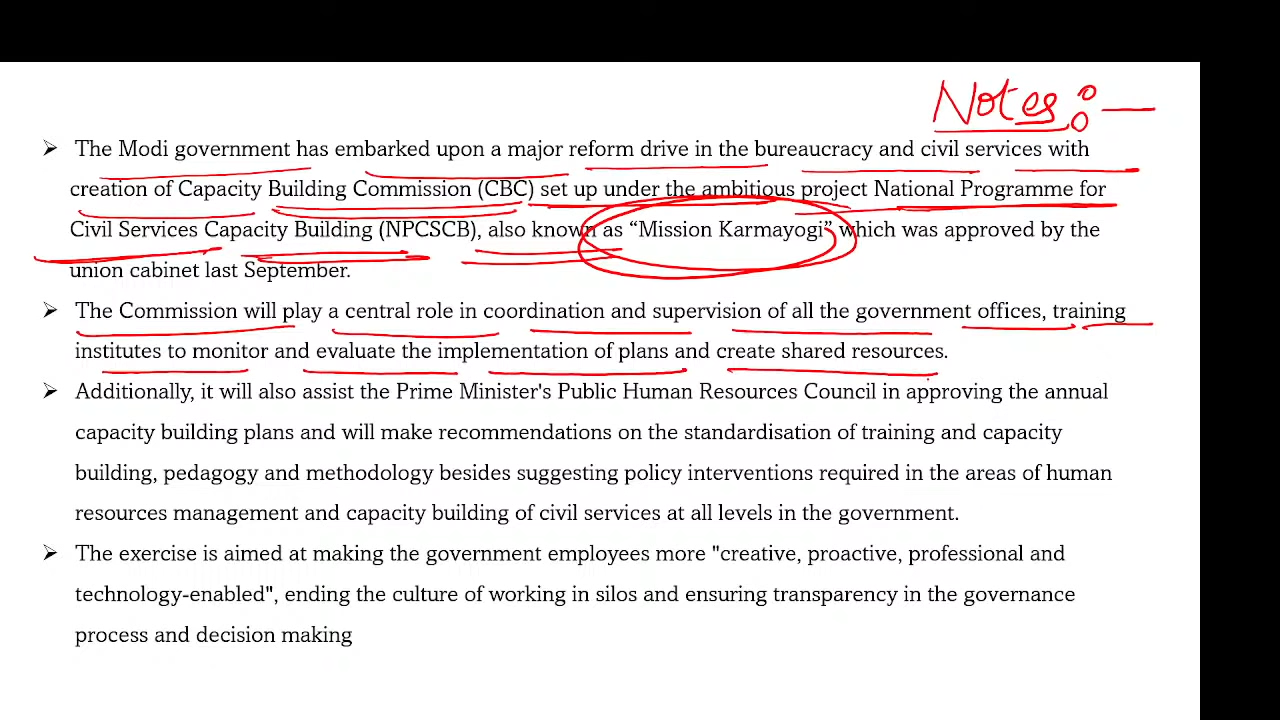 Notes :-
➢ The Modi government has embarked upon a major reform drive in the bureaucracy and civil services with
creation of Capacity Building Commission (CBC) set up under the ambitious project National Programme for
Civil Services Capacity Building (NPCSCB), also known as “Mission Karmayogi” which was approved by the
union cabinet last September.
➢ The Commission will play a central role in coordination and supervision of all the government offices, training
institutes to monitor and evaluate the implementation of plans and create shared resources.
➢ Additionally, it will also assist the Prime Minister's Public Human Resources Council in approving the annual
capacity building plans and will make recommendations on the standardisation of training and capacity
building, pedagogy and methodology besides suggesting policy interventions required in the areas of human
resources management and capacity building of civil services at all levels in the government.
➢ The exercise is aimed at making the government employees more "creative, proactive, professional and
technology-enabled", ending the culture of working in silos and ensuring transparency in the governance
process and decision making